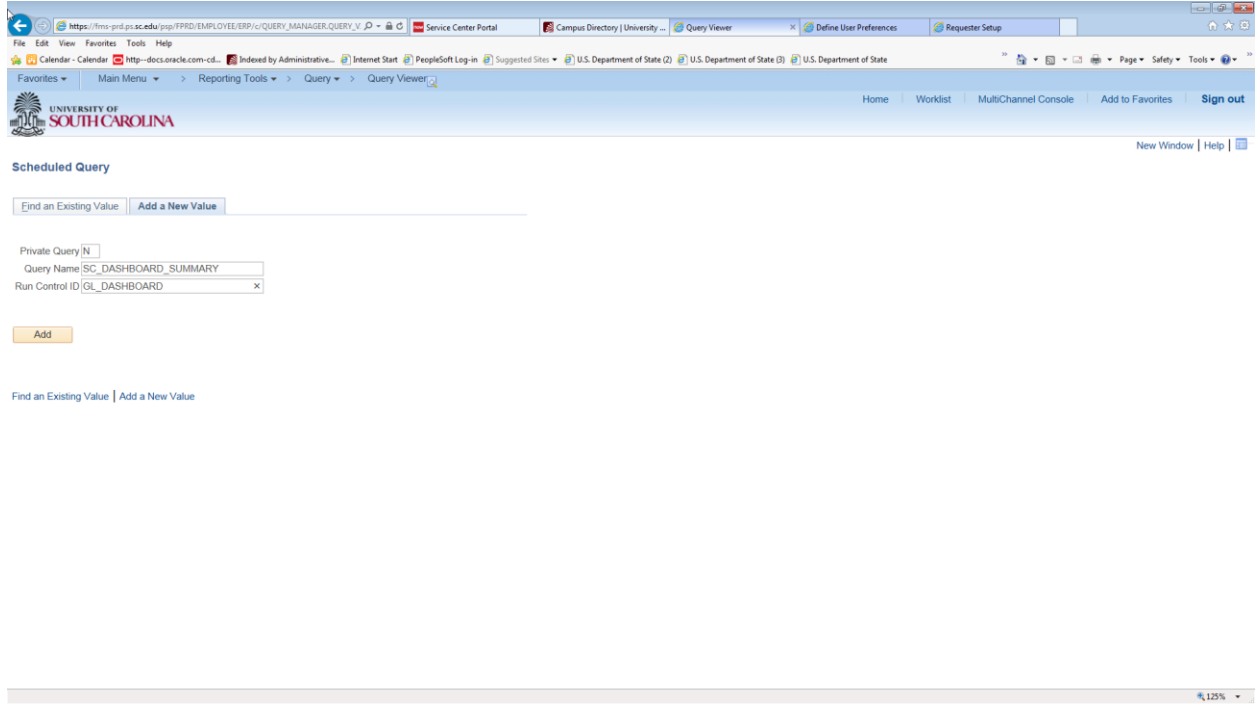 https://fms-prd.ps.sc.edu/psp/FPRD/EMPLOYEE/ERP/c/QUERY_MANAGER.QUERY_V Service Center Portal Campus Directory | University ... Query Viewer × Define User Preferences Requester Setup
File Edit View Favorites Tools Help
Calendar - Calendar http--docs.oracle.com-cd... Indexed by Administrative... Internet Start PeopleSoft Log-in Suggested Sites U.S. Department of State (2) U.S. Department of State (3) U.S. Department of State » Page Safety Tools »
Favorites Main Menu > Reporting Tools > Query > Query Viewer
UNIVERSITY OF
SOUTH CAROLINA
Home Worklist MultiChannel Console Add to Favorites Sign out
New Window | Help |
Scheduled Query
Find an Existing Value Add a New Value
Private Query N
Query Name SC_DASHBOARD_SUMMARY
Run Control ID GL_DASHBOARD ×
Add
Find an Existing Value | Add a New Value
125%